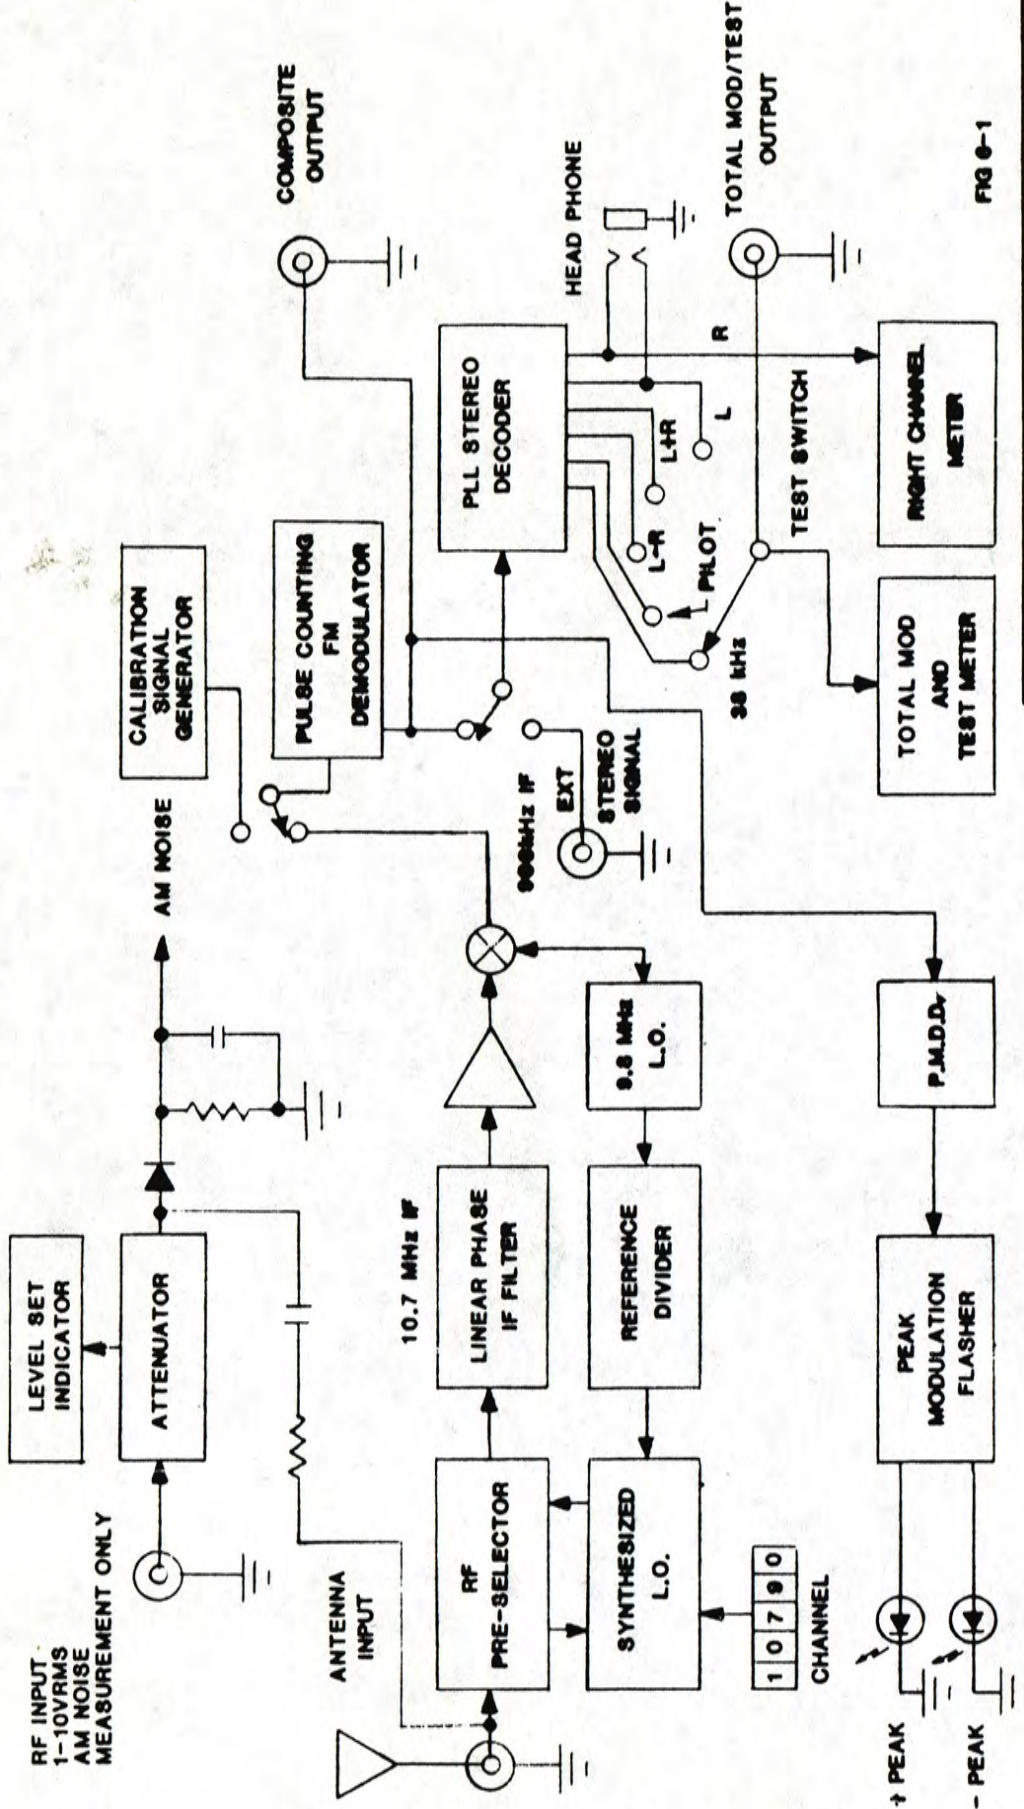 RF INPUT
1-10VRMS
AM NOISE
MEASUREMENT ONLY
LEVEL SET
INDICATOR
ATTENUATOR
AM NOISE
CALIBRATION
SIGNAL
GENERATOR
PULSE COUNTING
FM
DEMODULATOR
COMPOSITE
OUTPUT
ANTENNA
INPUT
RF
PRE-SELECTOR
10.7 MHz IF
LINEAR PHASE
IF FILTER
900kHz IF
EXT
STEREO
SIGNAL
PLL STEREO
DECODER
HEAD PHONE
SYNTHESIZED
L.O.
REFERENCE
DIVIDER
9.8 MHz
L.O.
1 0 7 9 0
CHANNEL
38 kHz
PILOT
L-R
L+R
L
R
TEST SWITCH
TOTAL MOD/TEST
OUTPUT
+ PEAK
- PEAK
PEAK
MODULATION
FLASHER
P.M.D.D.
TOTAL MOD
AND
TEST METER
RIGHT CHANNEL
METER
FIG 6-1